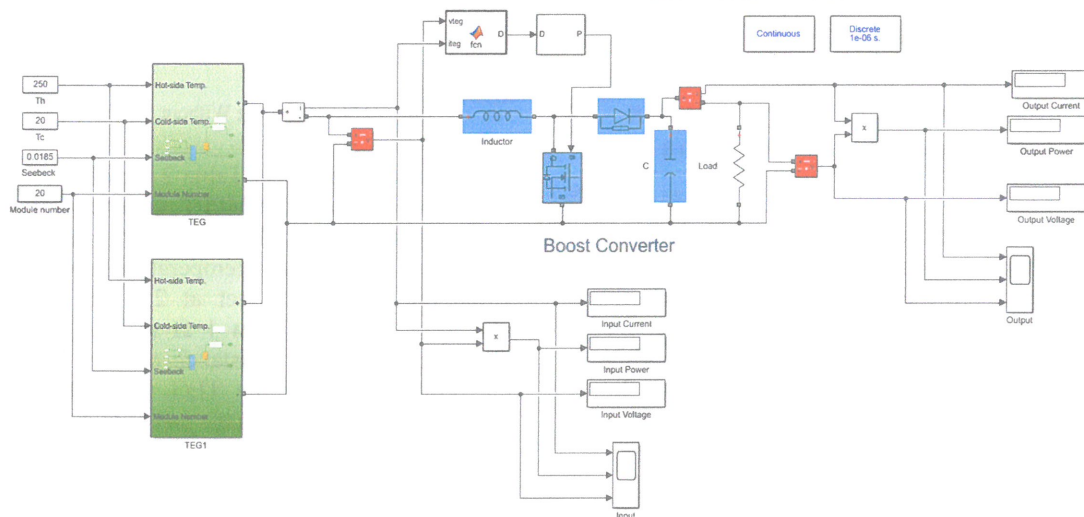 vteg
iteg
fcn
D
D
P
Continuous
Discrete
1e-06 s.
250
Th
20
Tc
0.0185
Seebeck
20
Module number
Hot-side Temp.
Cold-side Temp.
Seebeck
Module Number
TEG
Hot-side Temp.
Cold-side Temp.
Seebeck
Module Number
TEG1
Inductor
C
Load
Boost Converter
Output Current
Output Power
Output Voltage
Output
Input Current
Input Power
Input Voltage
Input
x
x